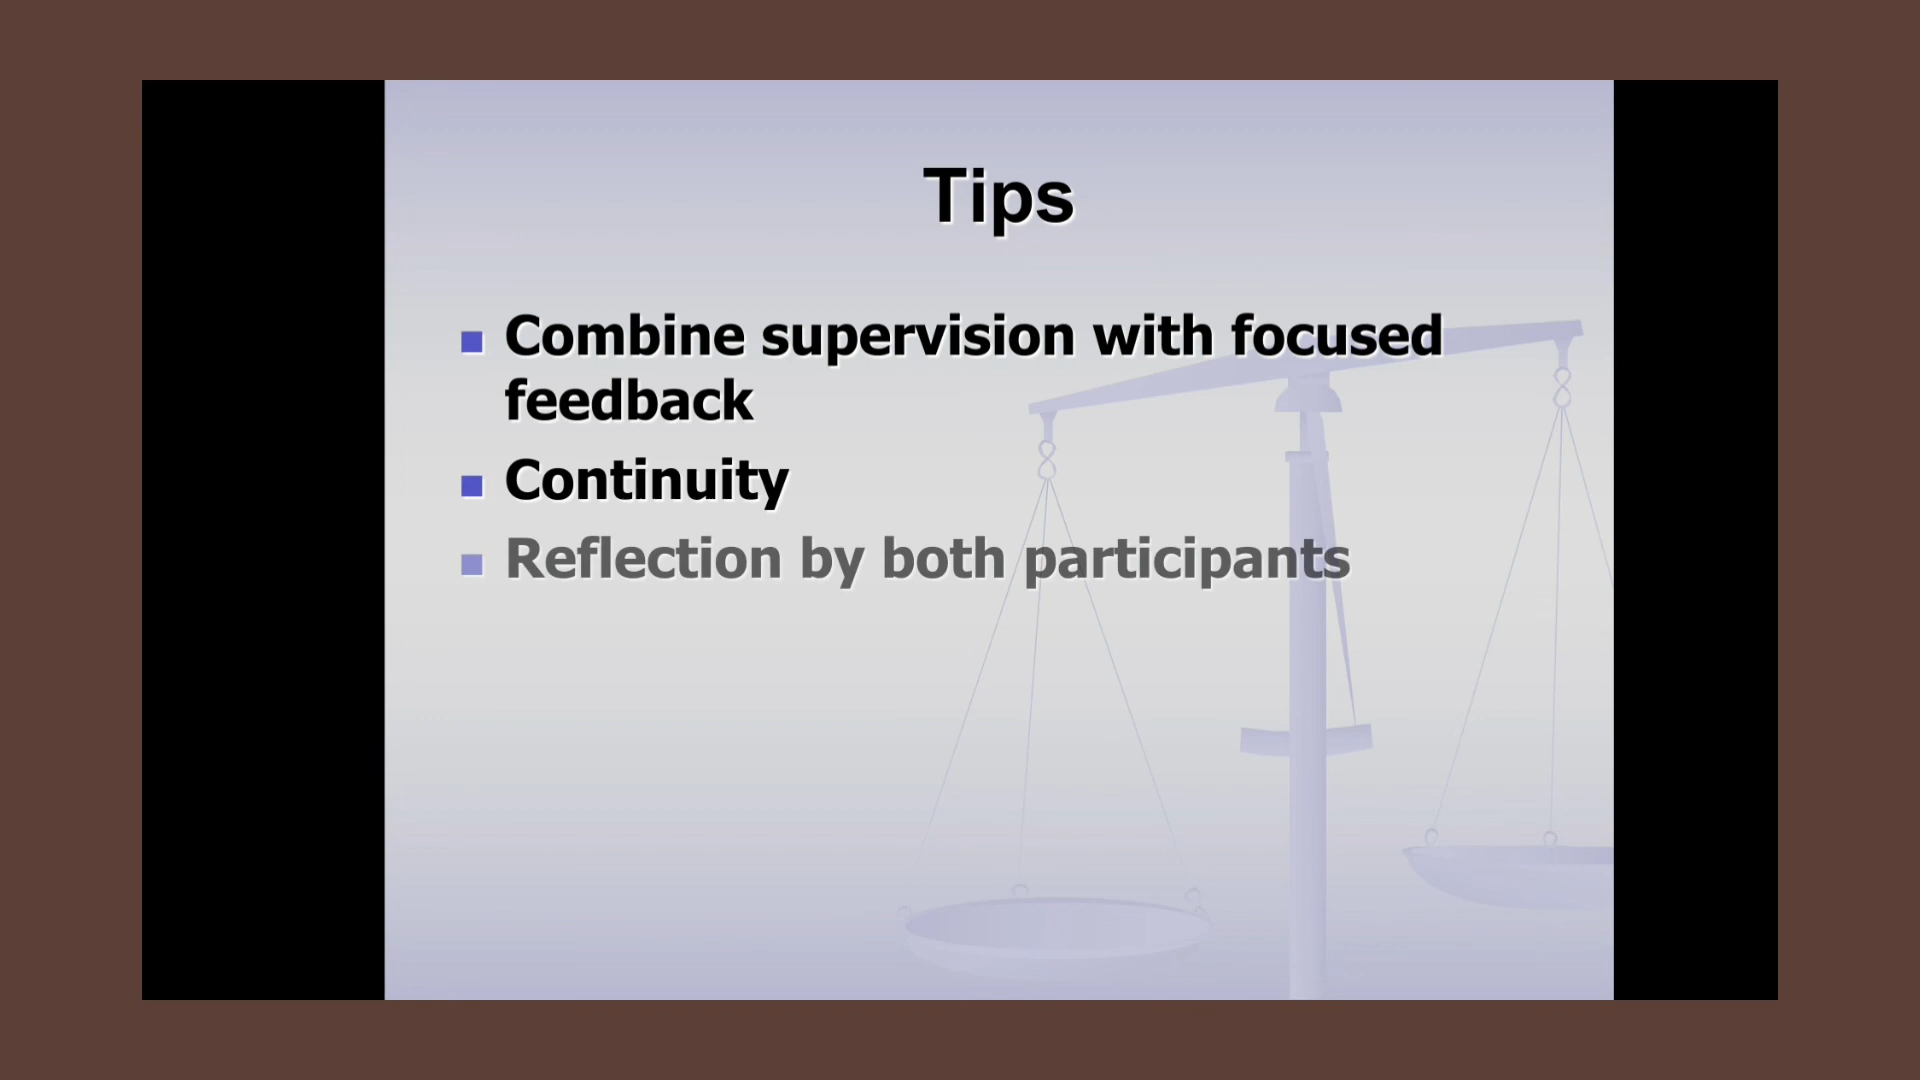 Tips
Combine supervision with focused
feedback
Continuity
Reflection by both participants